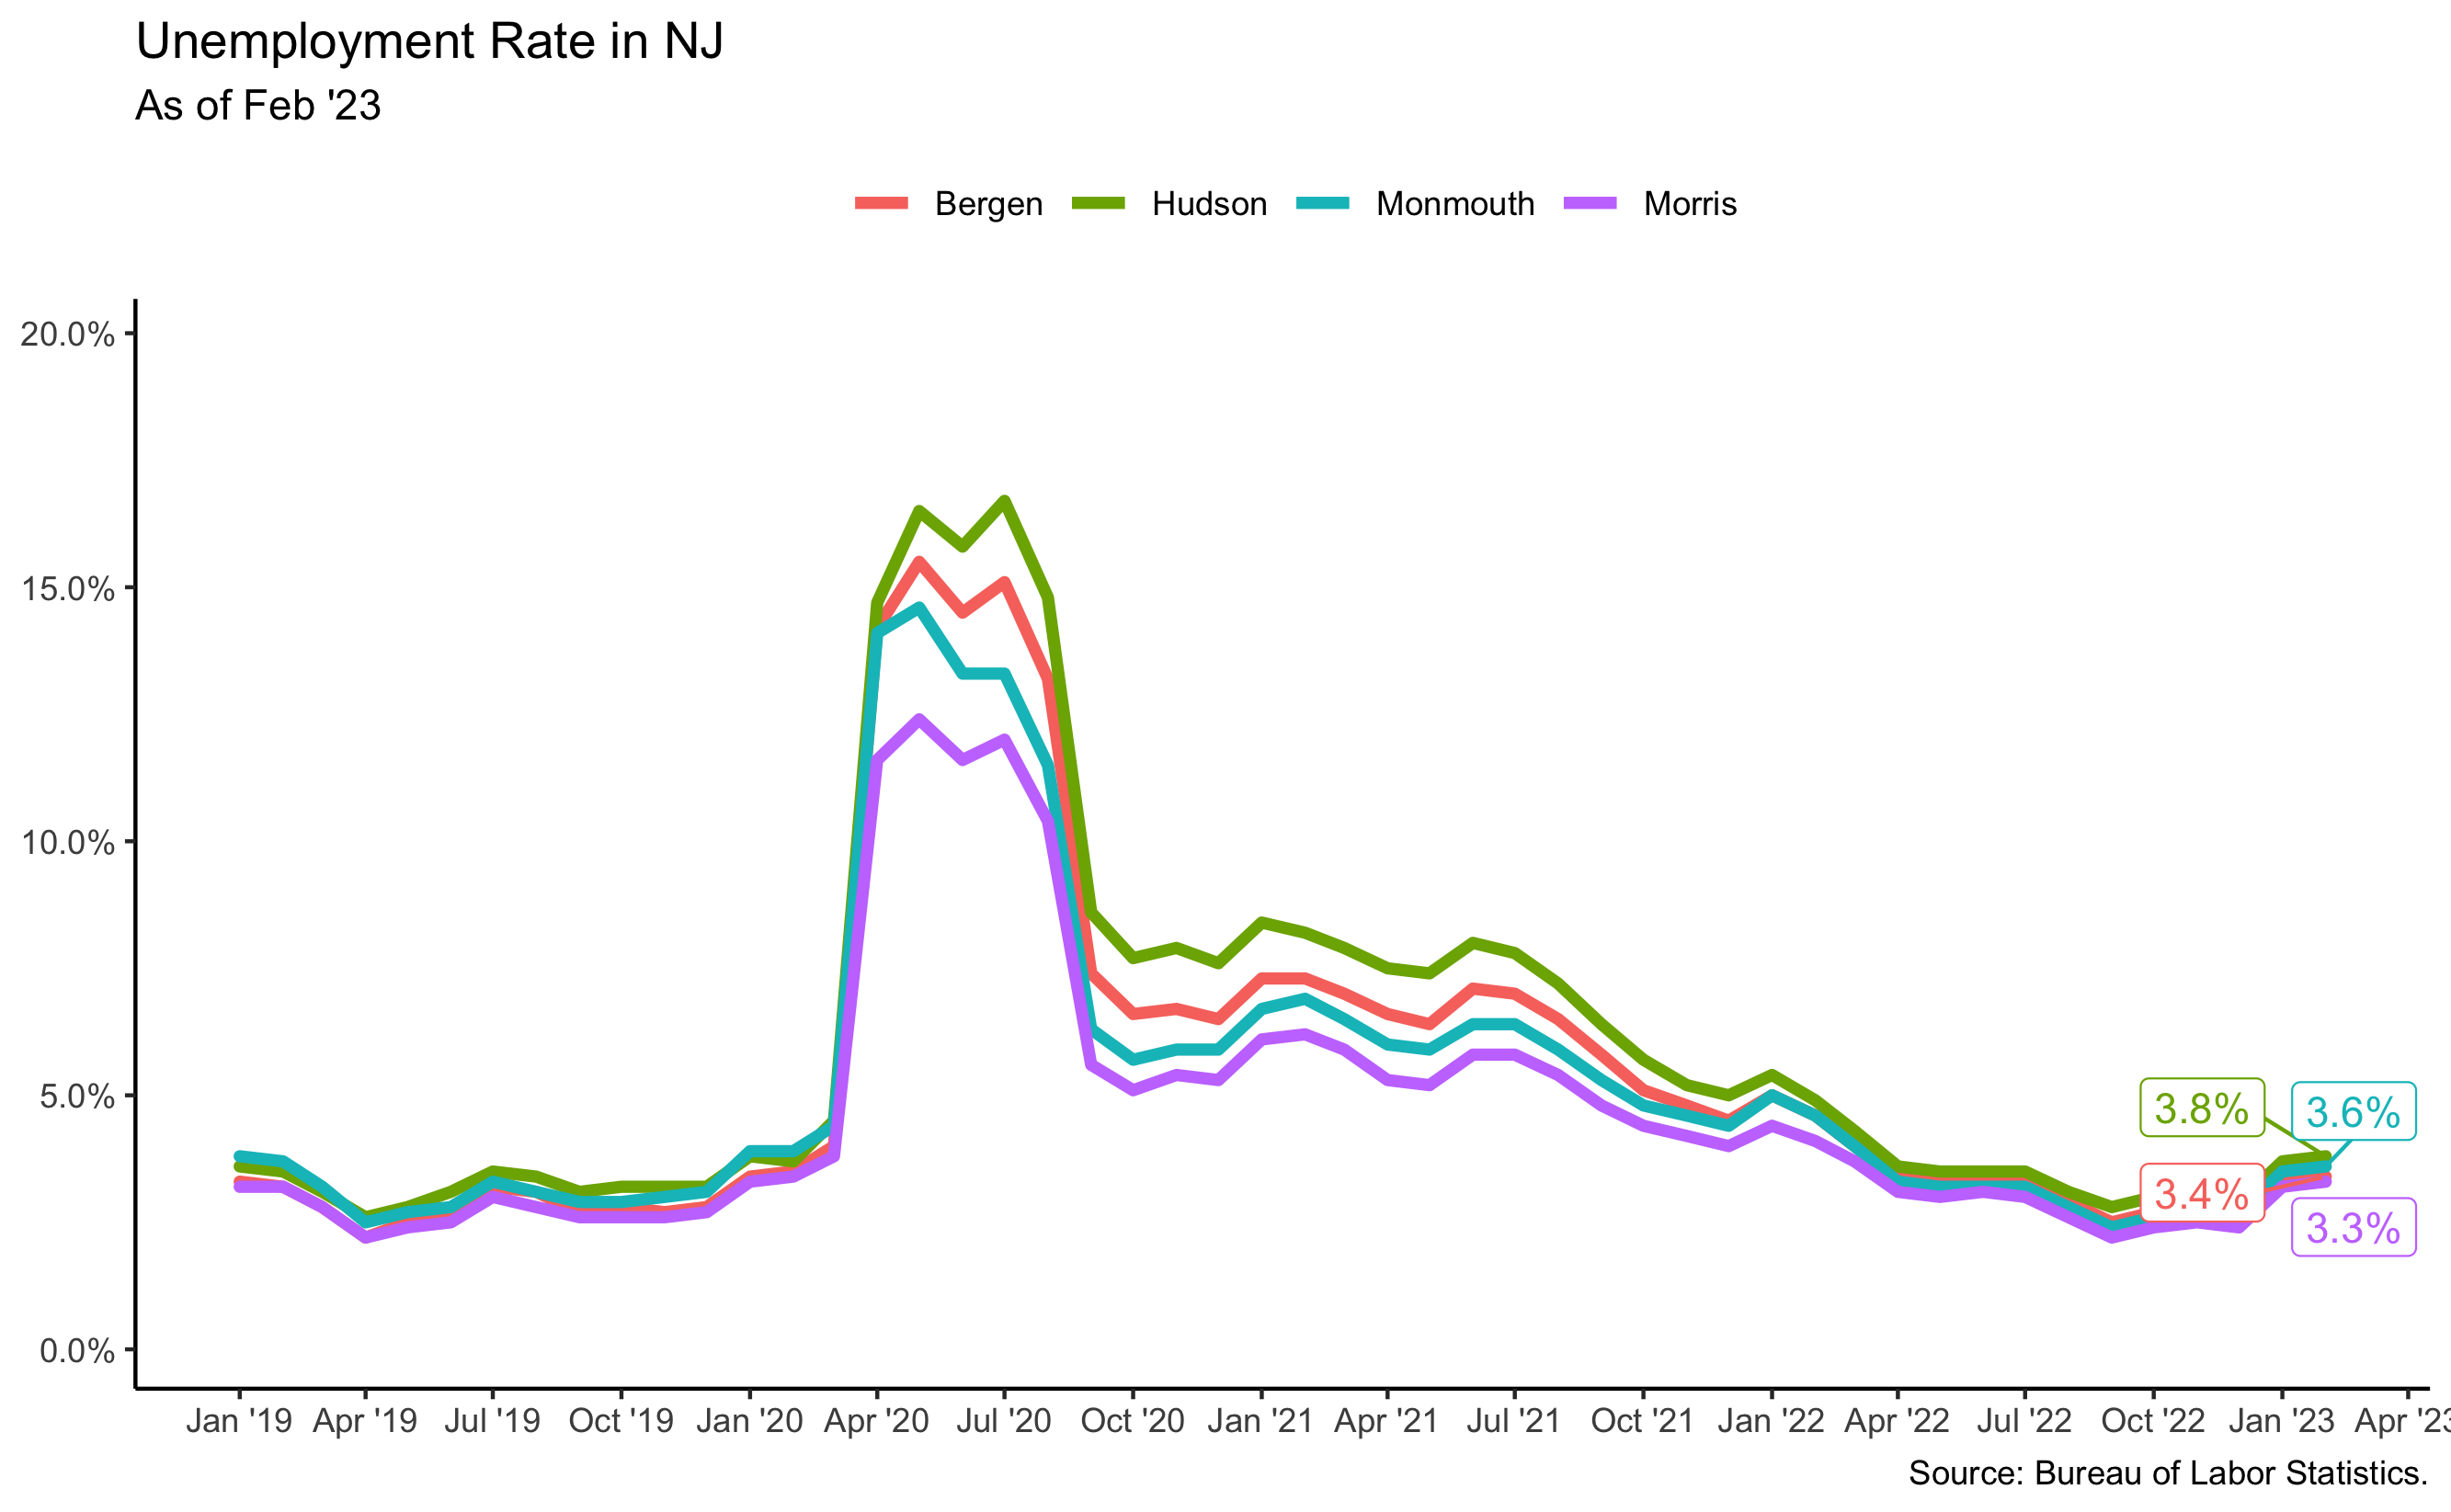 Unemployment Rate in NJ
As of Feb '23
Bergen Hudson Monmouth Morris
20.0%
15.0%
10.0%
5.0%
0.0%
3.8%
3.6%
3.4%
3.3%
Jan '19 Apr '19 Jul '19 Oct '19 Jan '20 Apr '20 Jul '20 Oct '20 Jan '21 Apr '21 Jul '21 Oct '21 Jan '22 Apr '22 Jul '22 Oct '22 Jan '23 Apr '23
Source: Bureau of Labor Statistics.